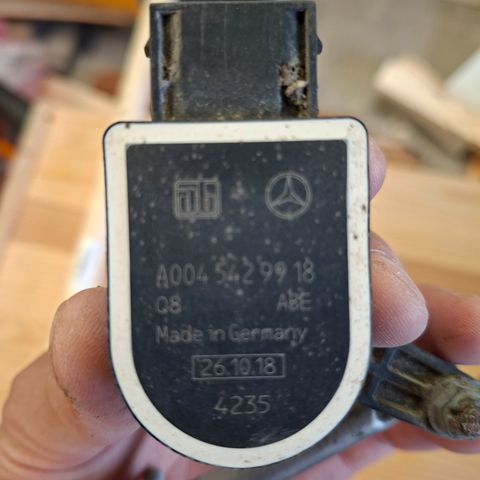 A004 542 99 18
Q8 ABE
Made in Germany
26.10.18
4235